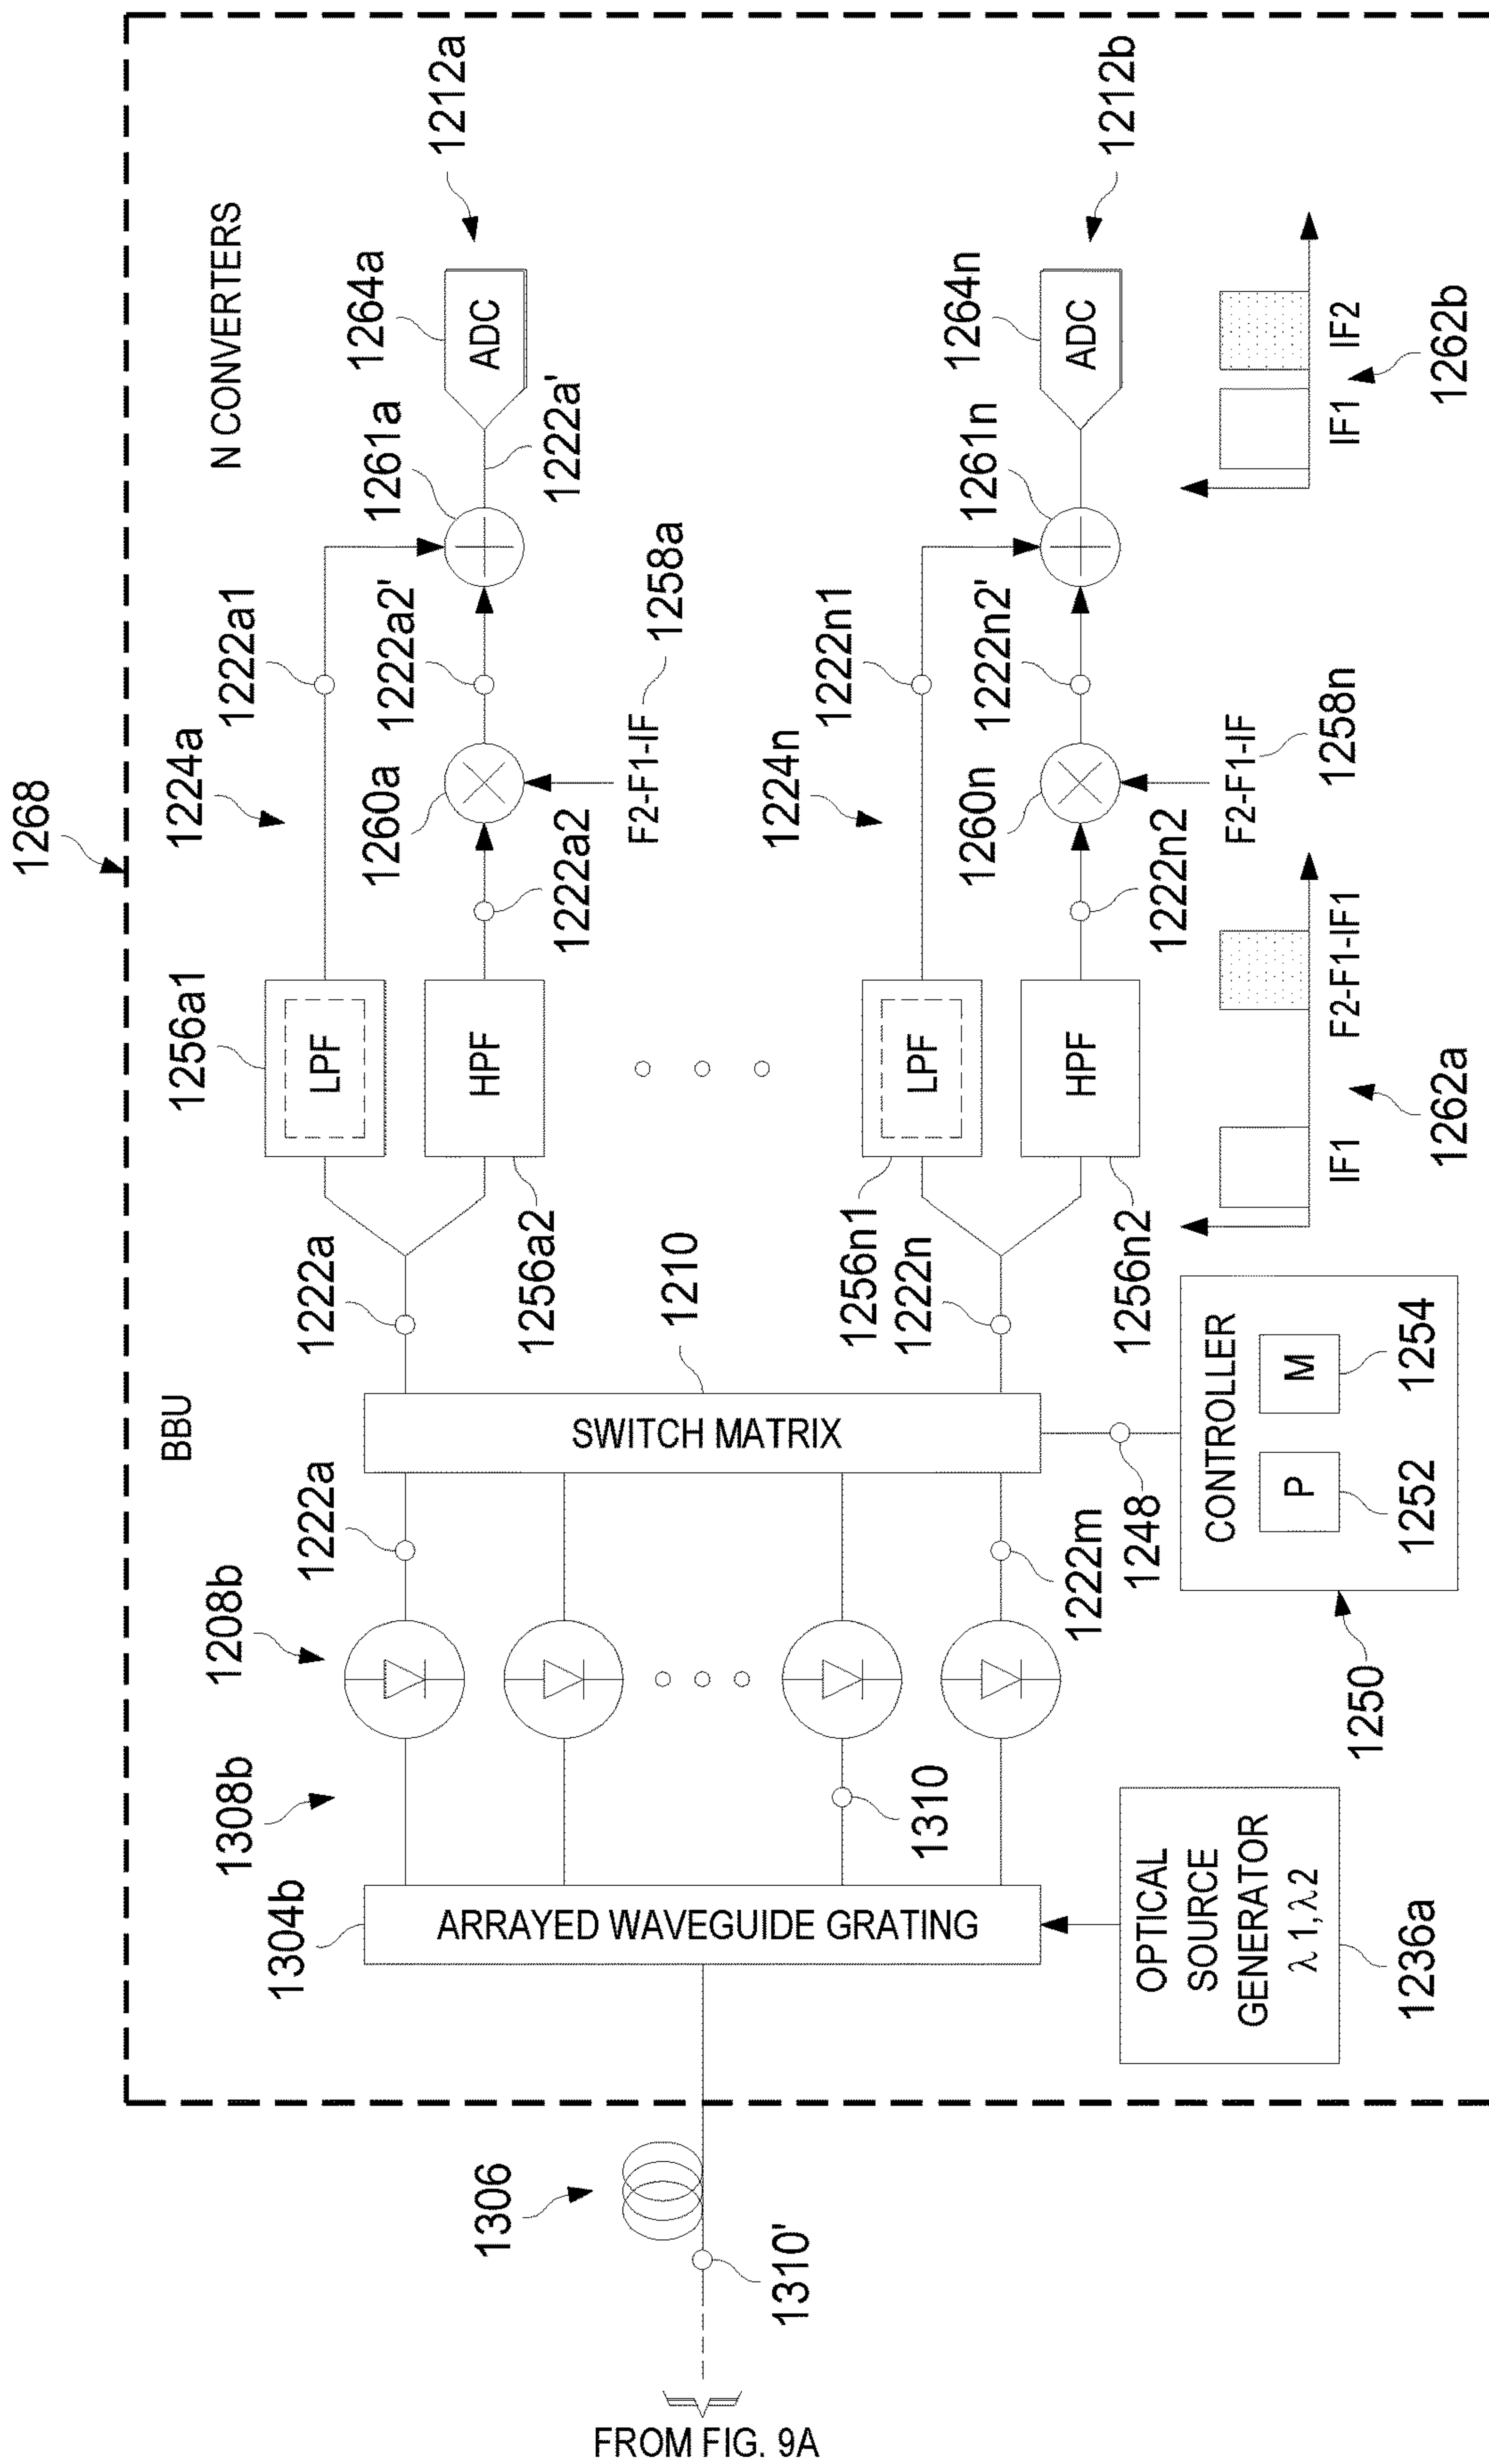 1268
BBU
N CONVERTERS
1304b
ARRAYED WAVEGUIDE GRATING
1308b
1208b
1222a
1222m
1310
1306
1310'
FROM FIG. 9A
OPTICAL
SOURCE
GENERATOR
λ1,λ2
1236a
1210
SWITCH MATRIX
1248
CONTROLLER
P
M
1252
1254
1250
1222a
1256a1
LPF
HPF
1256a2
1224a
1222a1
1222a2
1260a
F2-F1-IF
1258a
1222a2'
1261a
1222a'
1264a
ADC
1212a
1222n
1256n1
LPF
HPF
1256n2
1224n
1222n1
1222n2
1260n
F2-F1-IF
1258n
1222n2'
1261n
1264n
ADC
1212b
IF1
F2-F1-IF1
1262a
IF1
IF2
1262b